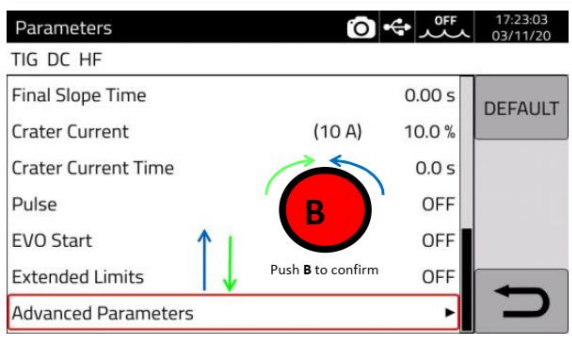 Parameters
OFF
17:23:03
03/11/20
TIG DC HF
Final Slope Time 0.00 s
DEFAULT
Crater Current (10 A) 10.0 %
Crater Current Time 0.0 s
Pulse OFF
B
EVO Start OFF
Extended Limits OFF
Push B to confirm
Advanced Parameters